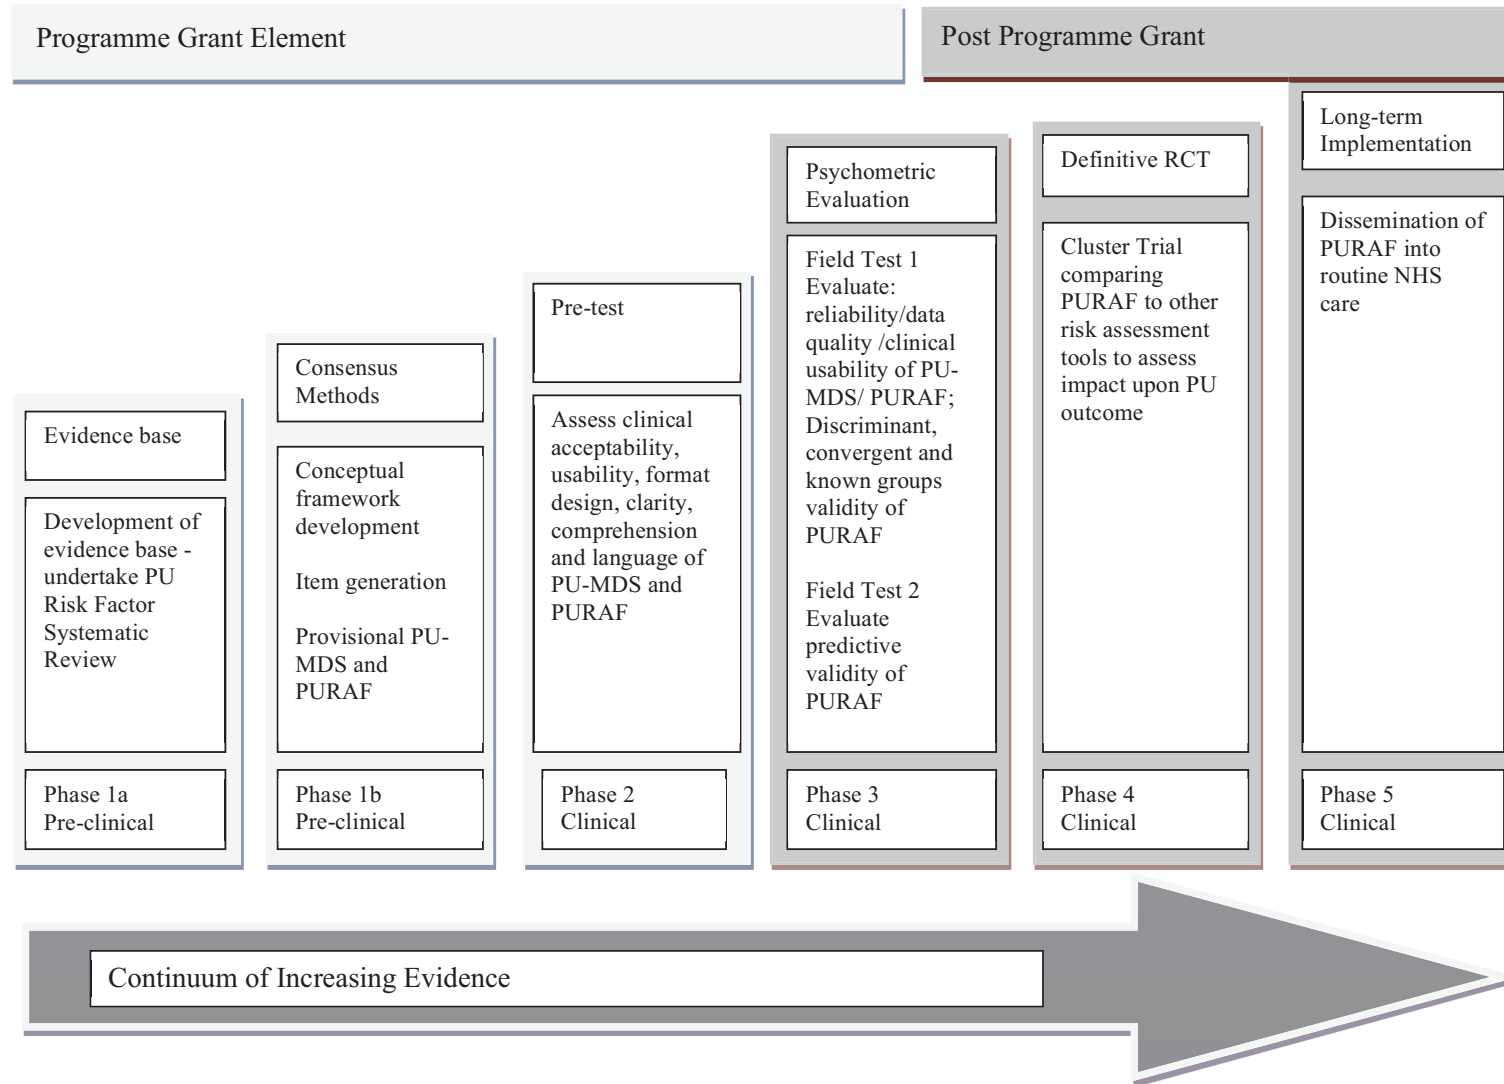 Programme Grant Element
Post Programme Grant
Evidence base
Development of
evidence base -
undertake PU
Risk Factor
Systematic
Review
Phase 1a
Pre-clinical
Consensus
Methods
Conceptual
framework
development
Item generation
Provisional PU-
MDS and
PURAF
Phase 1b
Pre-clinical
Pre-test
Assess clinical
acceptability,
usability, format
design, clarity,
comprehension
and language of
PU-MDS and
PURAF
Phase 2
Clinical
Psychometric
Evaluation
Field Test 1
Evaluate:
reliability/data
quality /clinical
usability of PU-
MDS/ PURAF;
Discriminant,
convergent and
known groups
validity of
PURAF
Field Test 2
Evaluate
predictive
validity of
PURAF
Phase 3
Clinical
Definitive RCT
Cluster Trial
comparing
PURAF to other
risk assessment
tools to assess
impact upon PU
outcome
Phase 4
Clinical
Long-term
Implementation
Dissemination of
PURAF into
routine NHS
care
Phase 5
Clinical
Continuum of Increasing Evidence